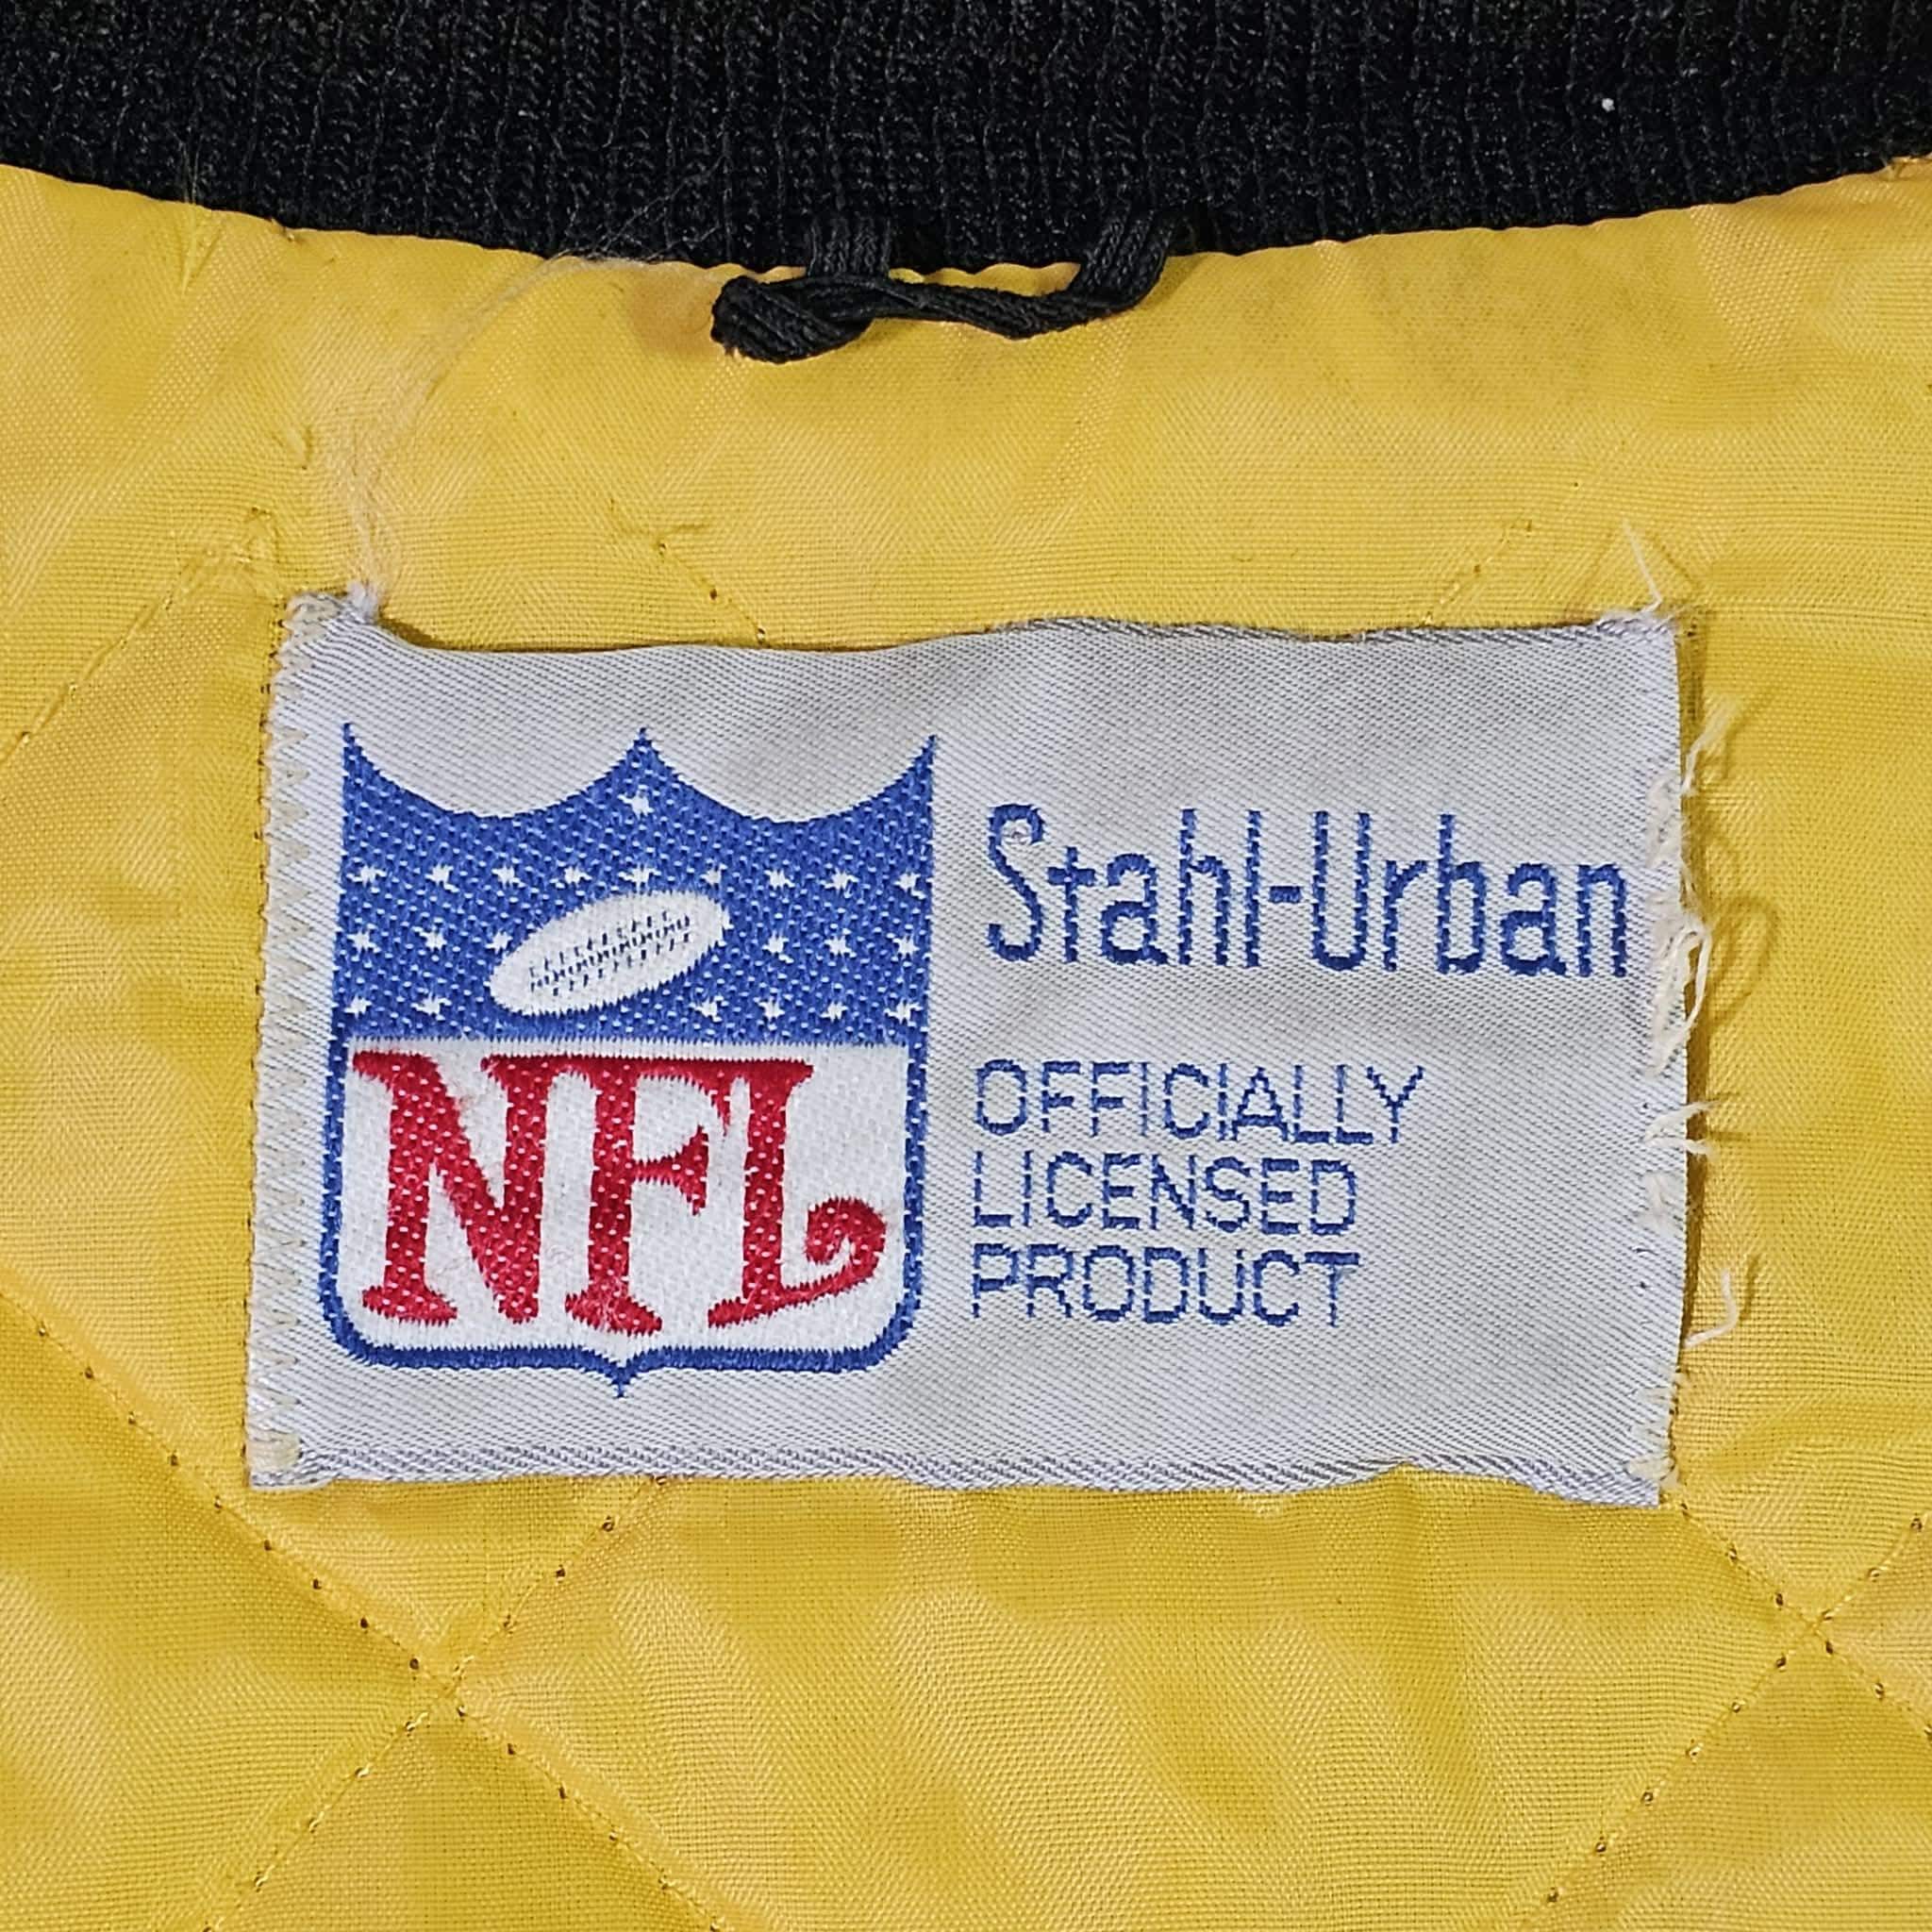 NFL
Stahl-Urban
OFFICIALLY
LICENSED
PRODUCT